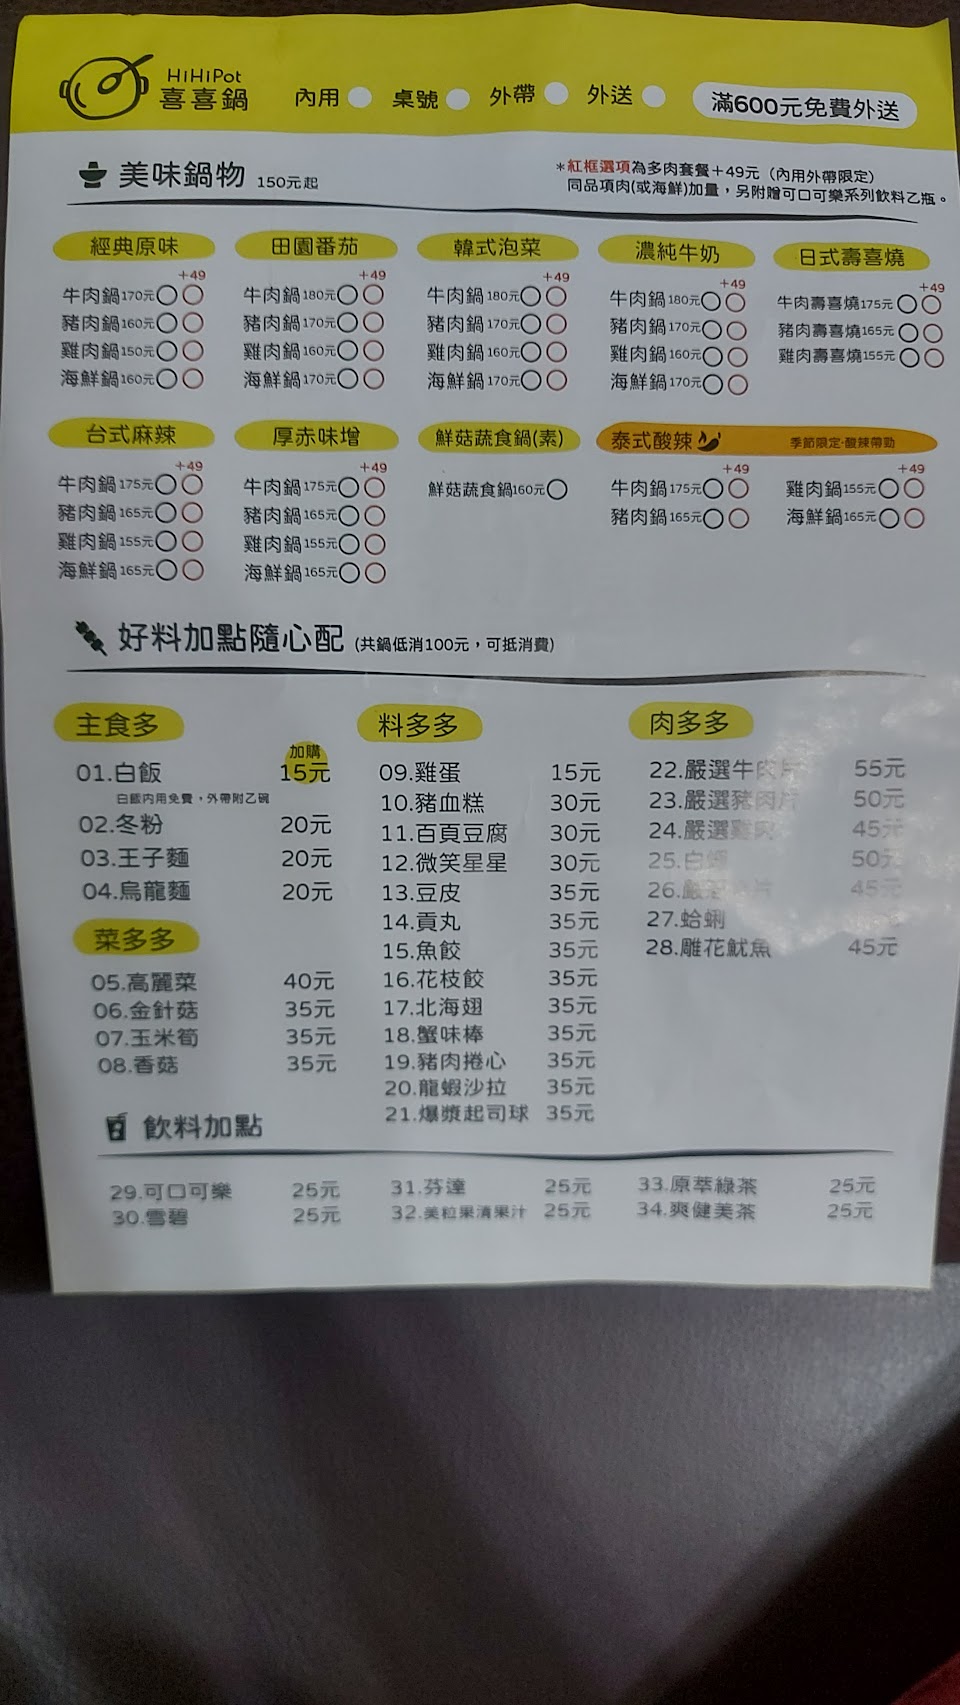 HiHiPot
喜喜鍋
內用 桌號 外帶 外送 滿600元免費外送
美味鍋物 150元起
*紅框選項為多肉套餐+49元（內用外帶限定）
同品項肉(或海鮮)加量，另附贈可口可樂系列飲料乙瓶。
經典原味
+49
牛肉鍋170元
豬肉鍋160元
雞肉鍋150元
海鮮鍋160元
田園番茄
+49
牛肉鍋180元
豬肉鍋170元
雞肉鍋160元
海鮮鍋170元
韓式泡菜
+49
牛肉鍋180元
豬肉鍋170元
雞肉鍋160元
海鮮鍋170元
濃純牛奶
+49
牛肉鍋180元
豬肉鍋170元
雞肉鍋160元
海鮮鍋170元
日式壽喜燒
+49
牛肉壽喜燒175元
豬肉壽喜燒165元
雞肉壽喜燒155元
台式麻辣
+49
牛肉鍋175元
豬肉鍋165元
雞肉鍋155元
海鮮鍋165元
厚赤味增
+49
牛肉鍋175元
豬肉鍋165元
雞肉鍋155元
海鮮鍋165元
鮮菇蔬食鍋(素)
鮮菇蔬食鍋160元
泰式酸辣 季節限定·酸辣帶勁
+49 +49
牛肉鍋175元 雞肉鍋155元
豬肉鍋165元 海鮮鍋165元
好料加點隨心配 (共鍋低消100元，可抵消費)
主食多
加購
01.白飯 15元
白飯內用免費，外帶附乙碗
02.冬粉 20元
03.王子麵 20元
04.烏龍麵 20元
菜多多
05.高麗菜 40元
06.金針菇 35元
07.玉米筍 35元
08.香菇 35元
料多多
09.雞蛋 15元
10.豬血糕 30元
11.百頁豆腐 30元
12.微笑星星 30元
13.豆皮 35元
14.貢丸 35元
15.魚餃 35元
16.花枝餃 35元
17.北海翅 35元
18.蟹味棒 35元
19.豬肉捲心 35元
20.龍蝦沙拉 35元
21.爆漿起司球 35元
肉多多
22.嚴選牛肉片 55元
23.嚴選豬肉片 50元
24.嚴選雞肉 45元
25.白 50元
26.嚴 45元
27.蛤蜊
28.雕花魷魚 45元
飲料加點
29.可口可樂 25元
30.雪碧 25元
31.芬達 25元
32.美粒果清果汁 25元
33.原萃綠茶 25元
34.爽健美茶 25元